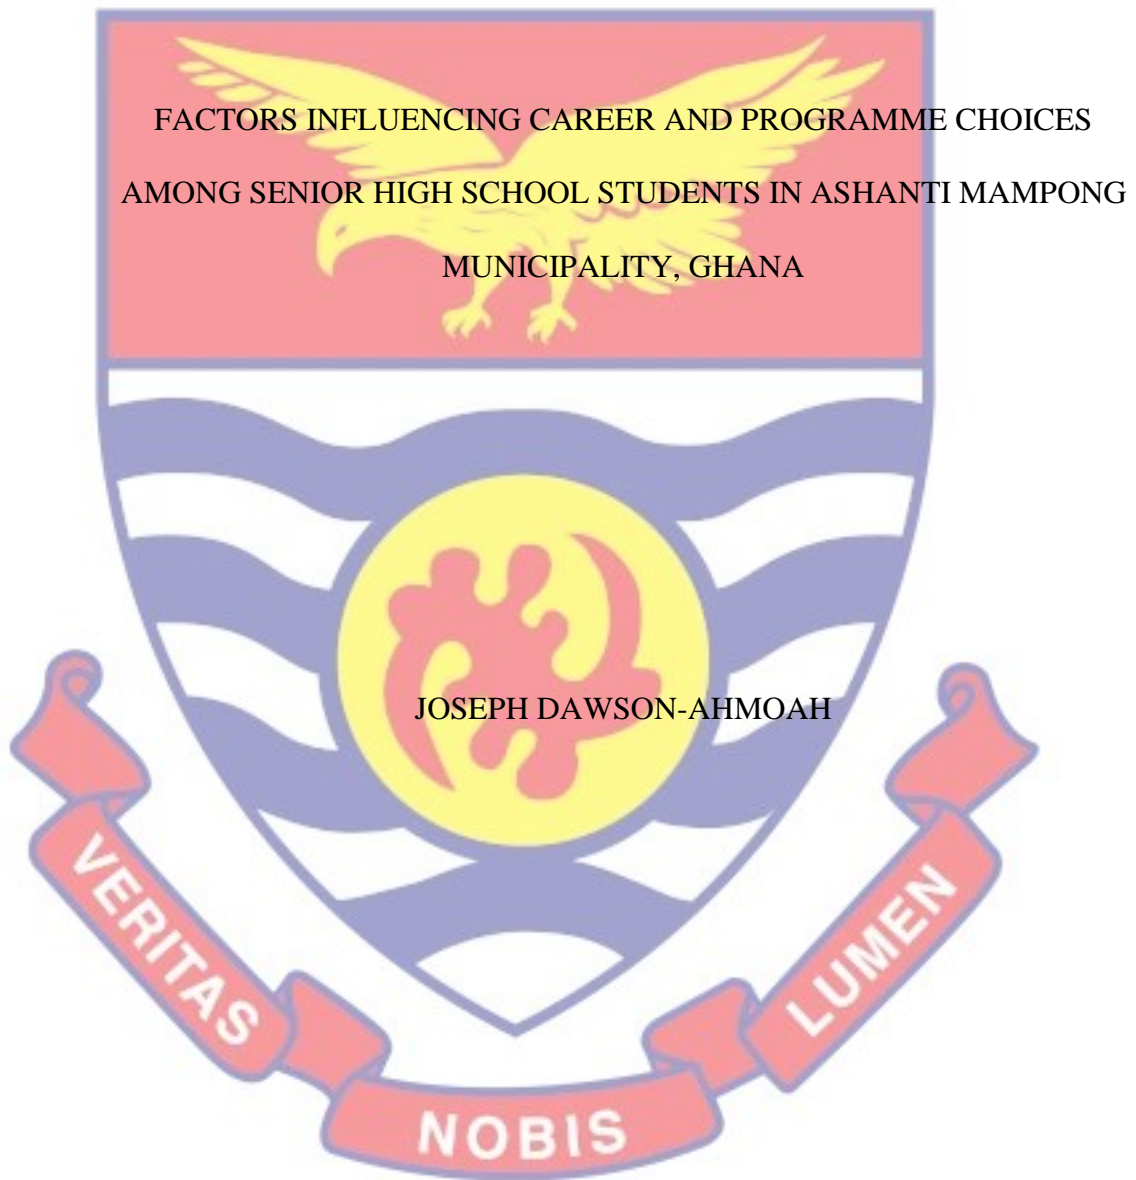 FACTORS INFLUENCING CAREER AND PROGRAMME CHOICES
AMONG SENIOR HIGH SCHOOL STUDENTS IN ASHANTI MAMPONG
MUNICIPALITY, GHANA
JOSEPH DAWSON-AHMOAH
VERITAS
NOBIS
LUMEN